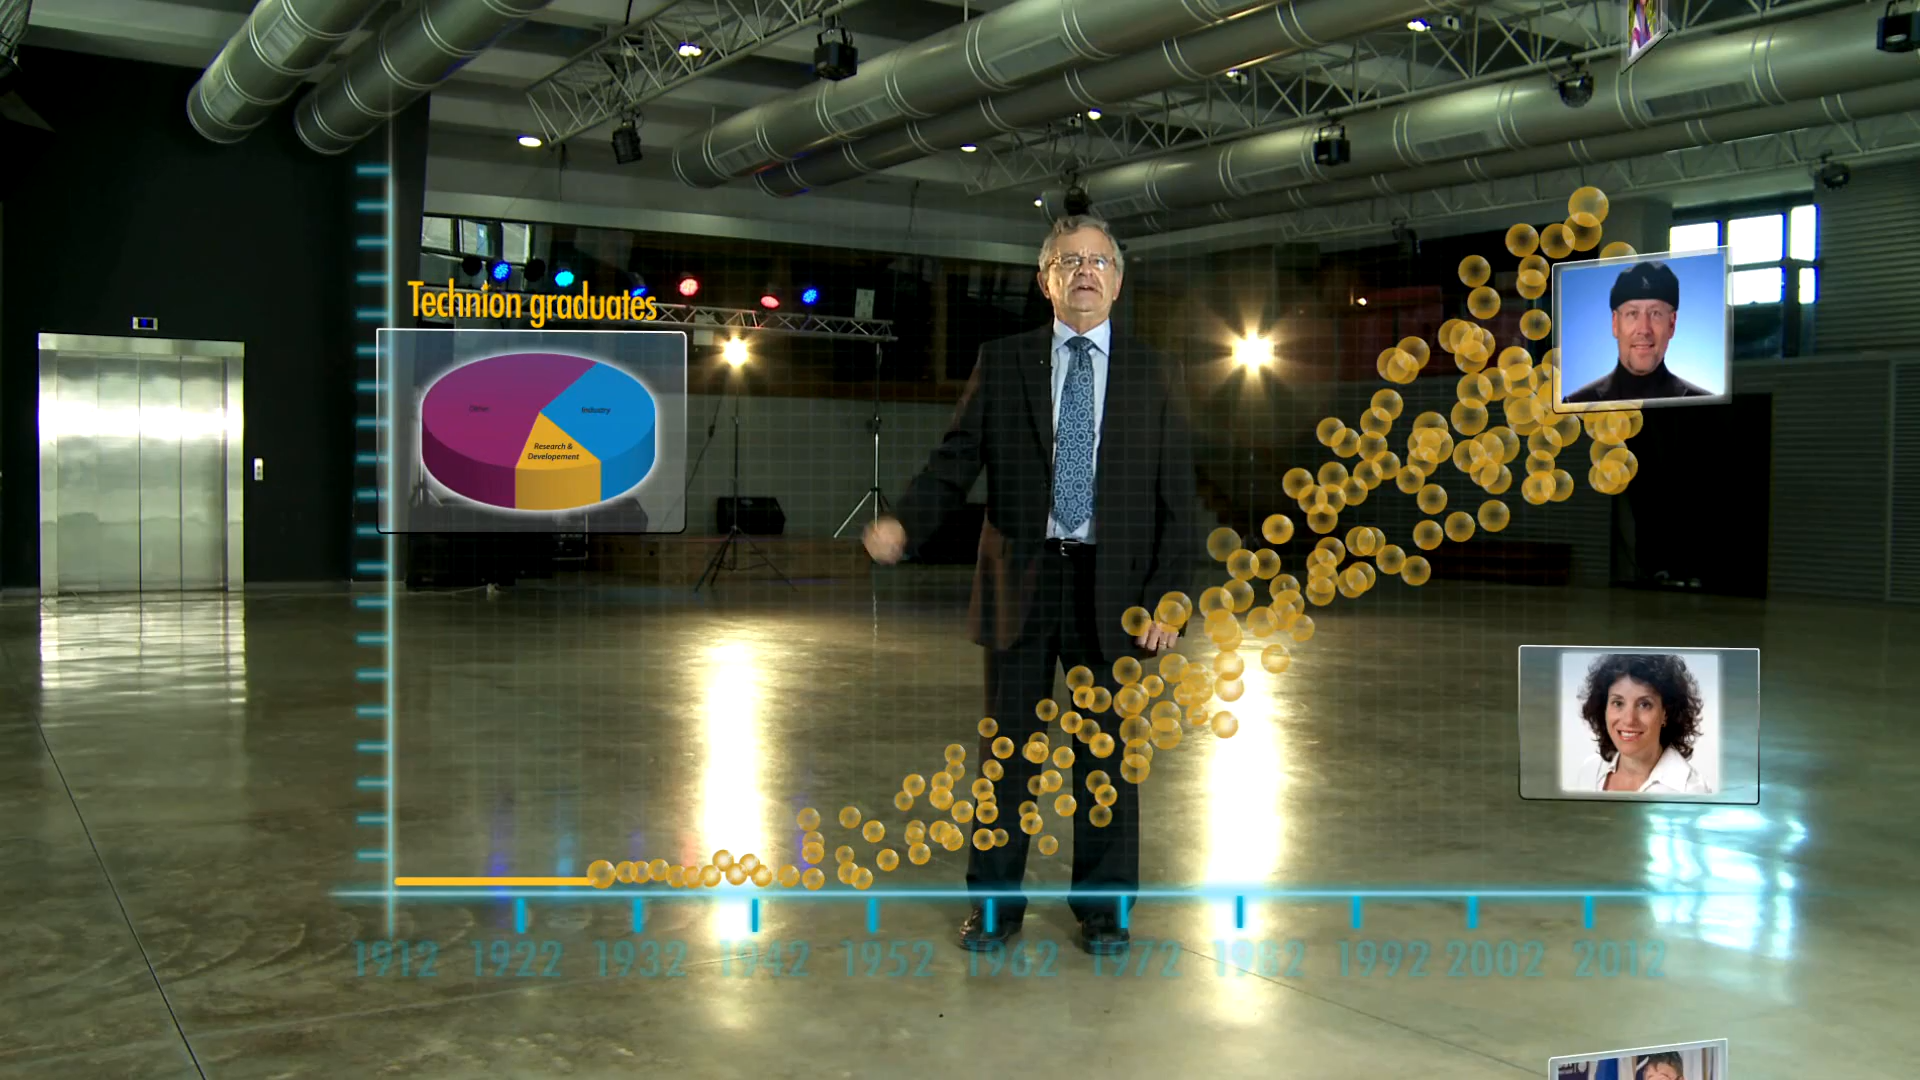 Technion graduates
Other
Industry
Research &
Developement
1912 1922 1932 1942 1952 1962 1972 1982 1992 2002 2012